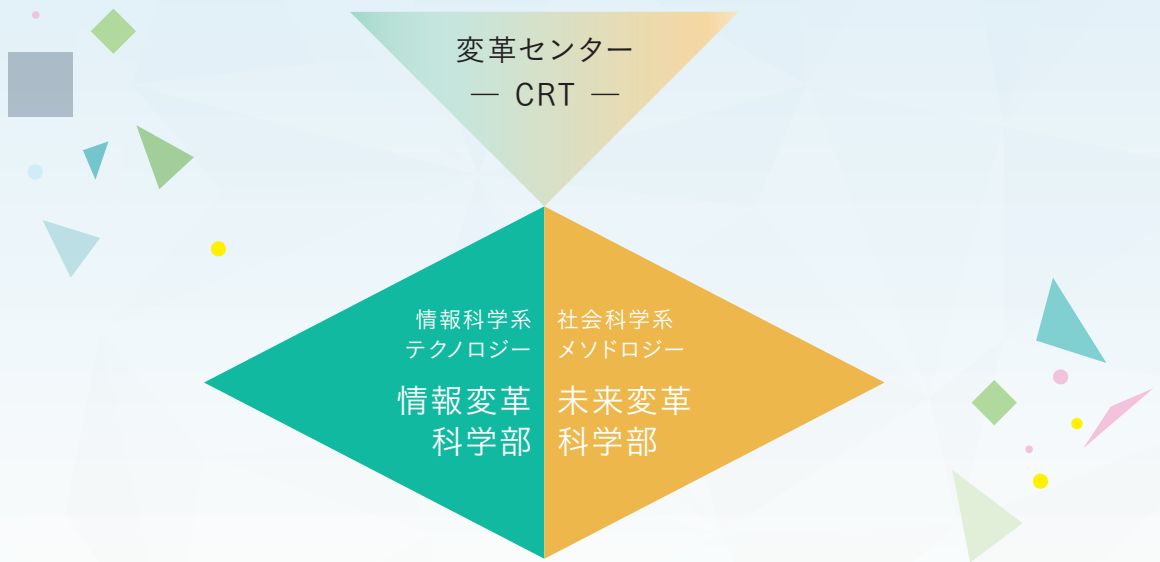 変革センター
― CRT ―
情報科学系
テクノロジー
情報変革
科学部
社会科学系
メソドロジー
未来変革
科学部